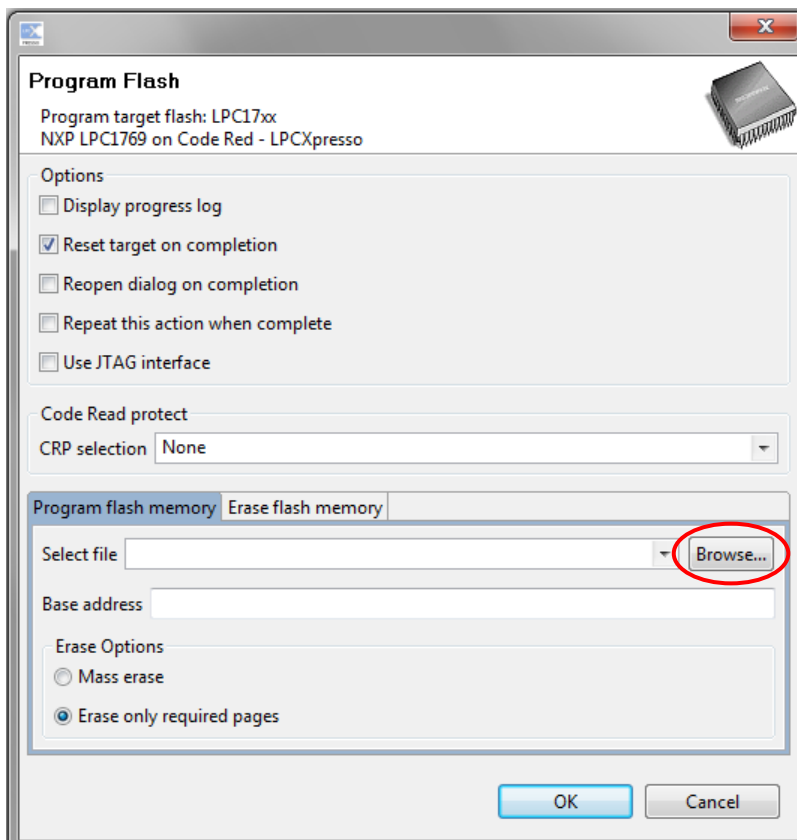 Program Flash
Program target flash: LPC17xx
NXP LPC1769 on Code Red - LPCXpresso
Options
Display progress log
Reset target on completion
Reopen dialog on completion
Repeat this action when complete
Use JTAG interface
Code Read protect
CRP selection None
Program flash memory Erase flash memory
Select file Browse...
Base address
Erase Options
Mass erase
Erase only required pages
OK Cancel